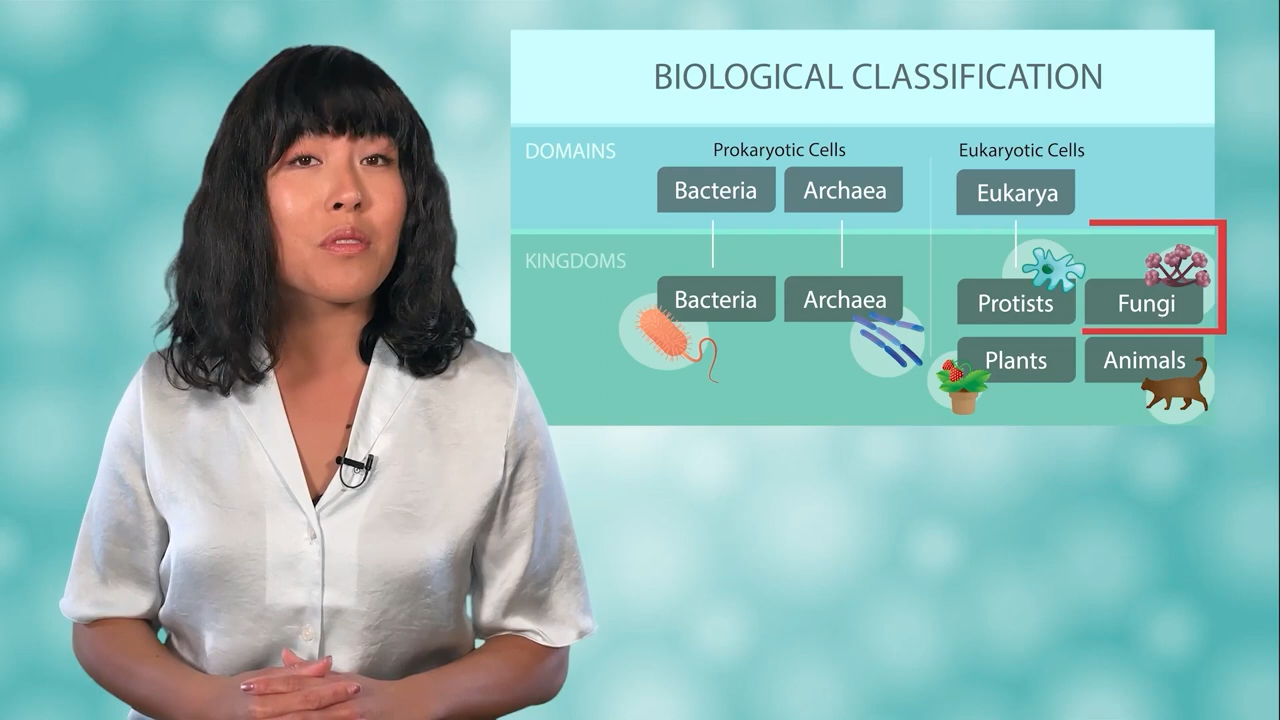 BIOLOGICAL CLASSIFICATION
DOMAINS
Prokaryotic Cells
Eukaryotic Cells
Bacteria
Archaea
Eukarya
KINGDOMS
Bacteria
Archaea
Protists
Fungi
Plants
Animals